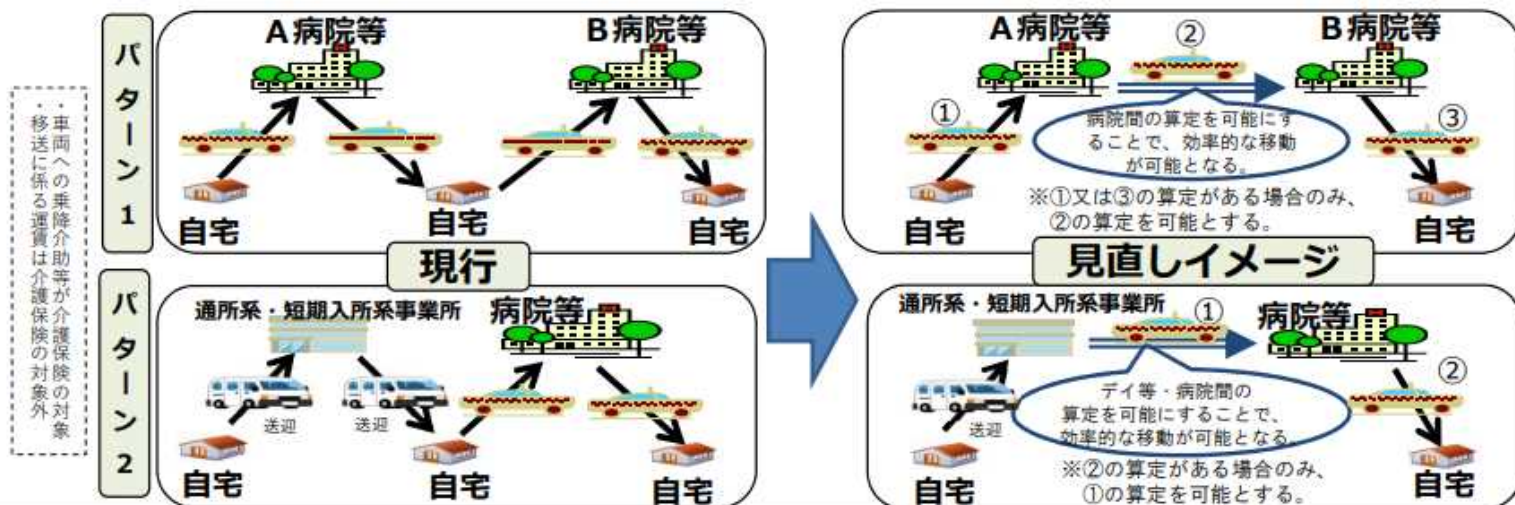 ・車両への乗降介助等が介護保険の対象
・移送に係る運賃は介護保険の対象外
パターン1
A病院等
B病院等
自宅
自宅
自宅
現行
パターン2
通所系・短期入所系事業所
病院等
送迎
送迎
自宅
自宅
自宅
A病院等
②
B病院等
①
病院間の算定を可能にす
ることで、効率的な移動
が可能となる。
③
※①又は③の算定がある場合のみ、
②の算定を可能とする。
自宅
自宅
見直しイメージ
通所系・短期入所系事業所
①
病院等
送迎
デイ等・病院間の
算定を可能にすることで、
効率的な移動が可能となる。
②
※②の算定がある場合のみ、
①の算定を可能とする。
自宅
自宅